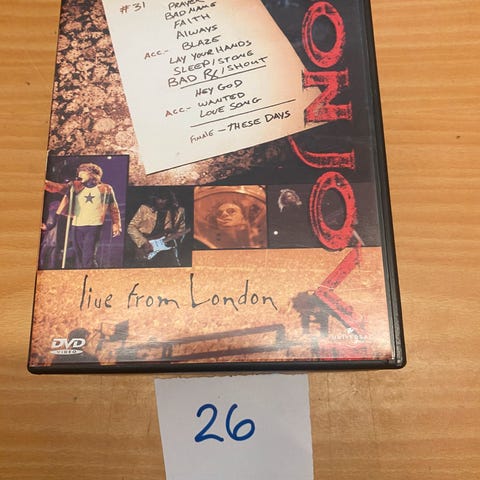 #31 PRAYER
BAD NAME
FAITH
ALWAYS
ACC.- BLAZE
LAY YOUR HANDS
SLEEP/STONE
BAD RX/SHOUT
HEY GOD
ACC- WANTED
LOVE SONG
FINALE - THESE DAYS
BON JOVI
live from London
DVD
VIDEO
UNIVERSAL
26